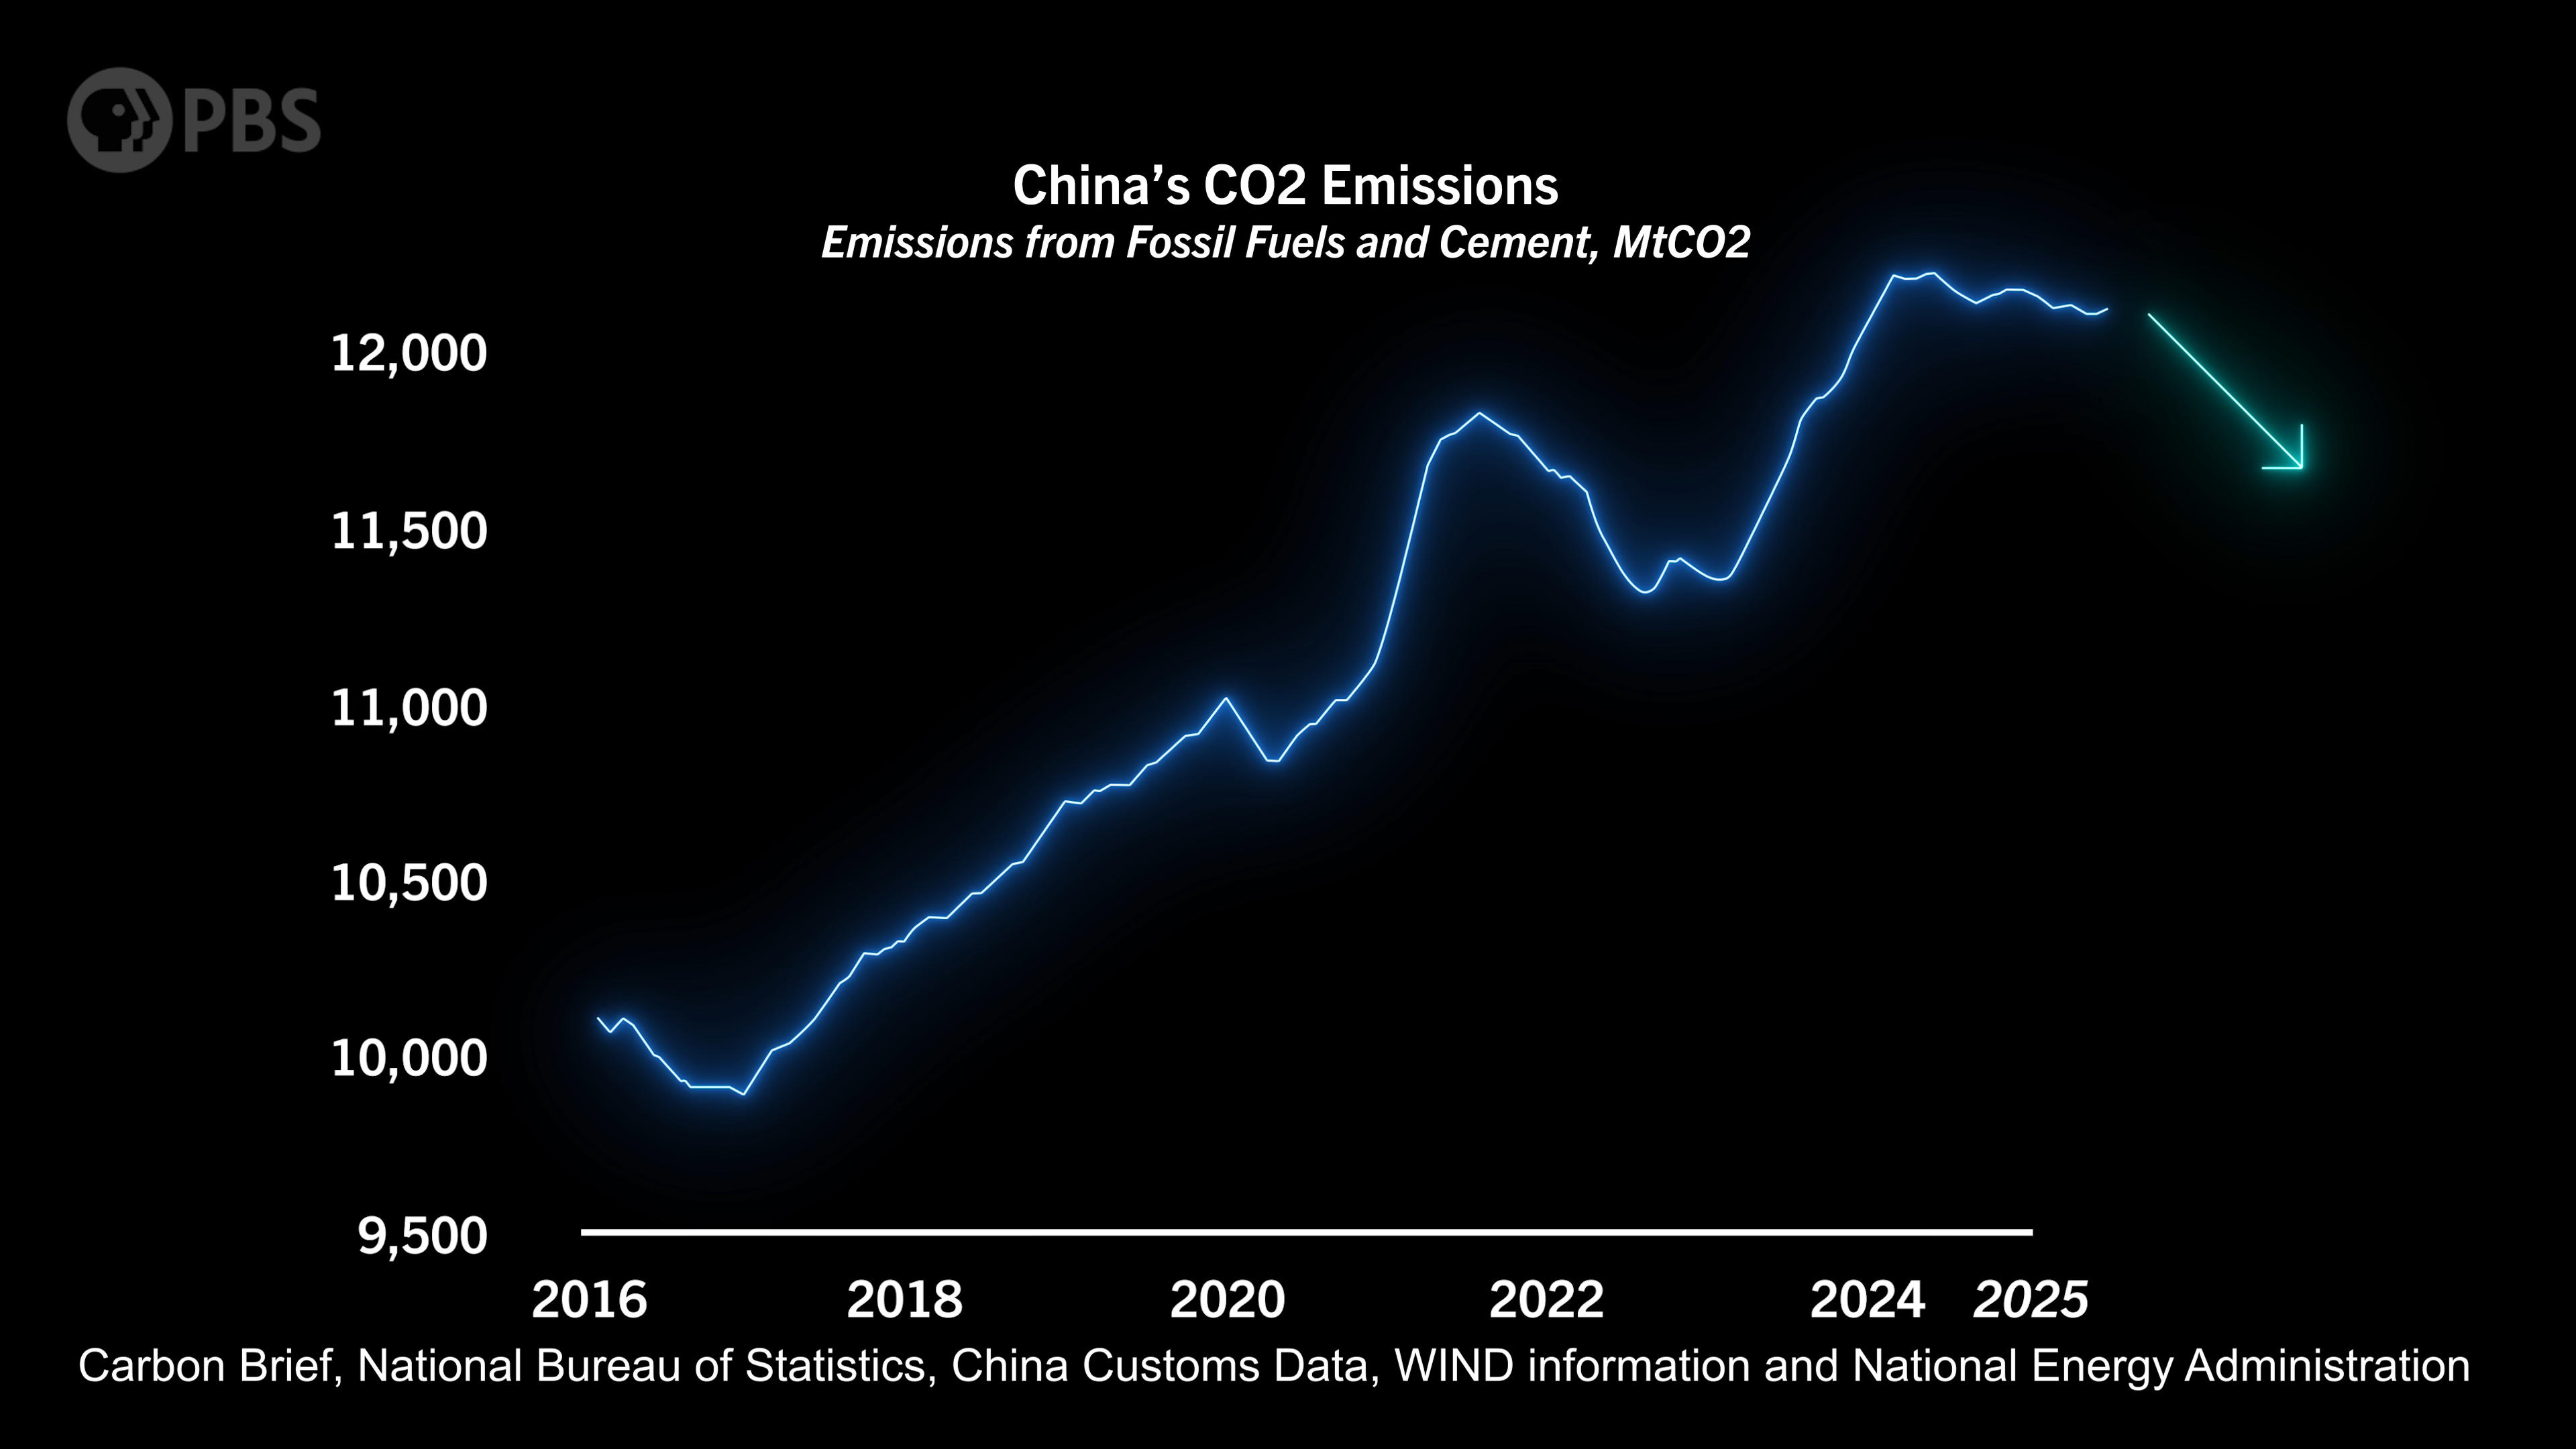 PBS
China’s CO2 Emissions
Emissions from Fossil Fuels and Cement, MtCO2
12,000
11,500
11,000
10,500
10,000
9,500
2016 2018 2020 2022 2024 2025
Carbon Brief, National Bureau of Statistics, China Customs Data, WIND information and National Energy Administration